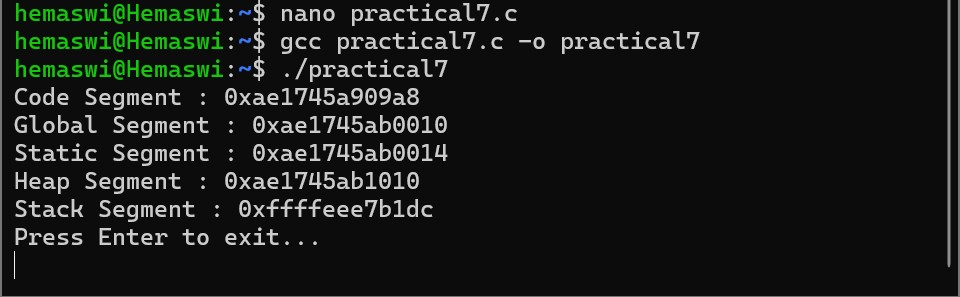 hemaswi@Hemaswi:~$ nano practical7.c
hemaswi@Hemaswi:~$ gcc practical7.c -o practical7
hemaswi@Hemaswi:~$ ./practical7
Code Segment : 0xae1745a909a8
Global Segment : 0xae1745ab0010
Static Segment : 0xae1745ab0014
Heap Segment : 0xae1745ab1010
Stack Segment : 0xffffeee7b1dc
Press Enter to exit...